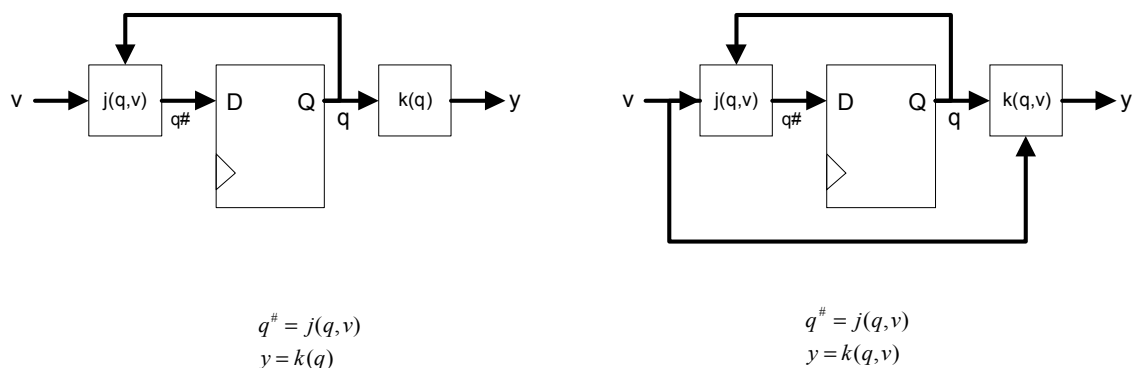 v
j(q,v)
q#
D
Q
q
k(q)
y
v
j(q,v)
q#
D
Q
q
k(q,v)
y
q# = j(q,v)
y = k(q)
q# = j(q,v)
y = k(q,v)